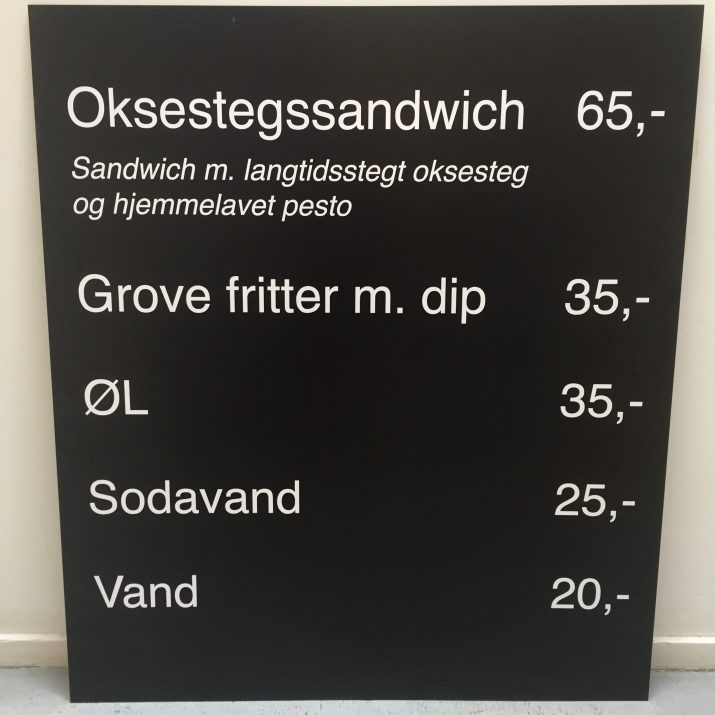 Oksestegssandwich 65,-
Sandwich m. langtidsstegt oksesteg
og hjemmelavet pesto
Grove fritter m. dip 35,-
ØL 35,-
Sodavand 25,-
Vand 20,-